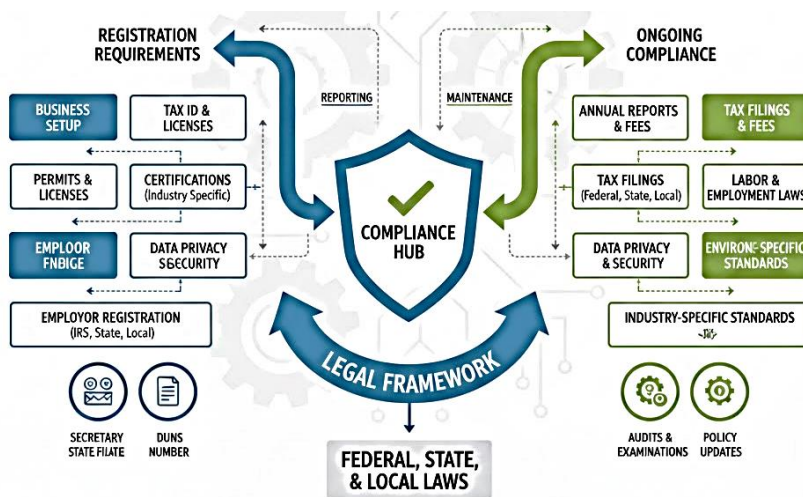 REGISTRATION
REQUIREMENTS
ONGOING
COMPLIANCE
REPORTING
MAINTENANCE
BUSINESS
SETUP
TAX ID &
LICENSES
PERMITS &
LICENSES
CERTIFICATIONS
(Industry Specific)
EMPLOOR
FNBIGE
DATA PRIVACY
SECURITY
EMPLOYOR REGISTRATION
(IRS, State, Local)
SECRETARY
STATE FILATE
DUNS
NUMBER
COMPLIANCE
HUB
LEGAL FRAMEWORK
FEDERAL, STATE,
& LOCAL LAWS
ANNUAL REPORTS
& FEES
TAX FILINGS
& FEES
TAX FILINGS
(Federal, State, Local)
LABOR &
EMPLOYMENT LAWS
DATA PRIVACY
& SECURITY
ENVIRONE-SPECIFIC
STANDARDS
INDUSTRY-SPECIFIC STANDARDS
AUDITS &
EXAMINATIONS
POLICY
UPDATES